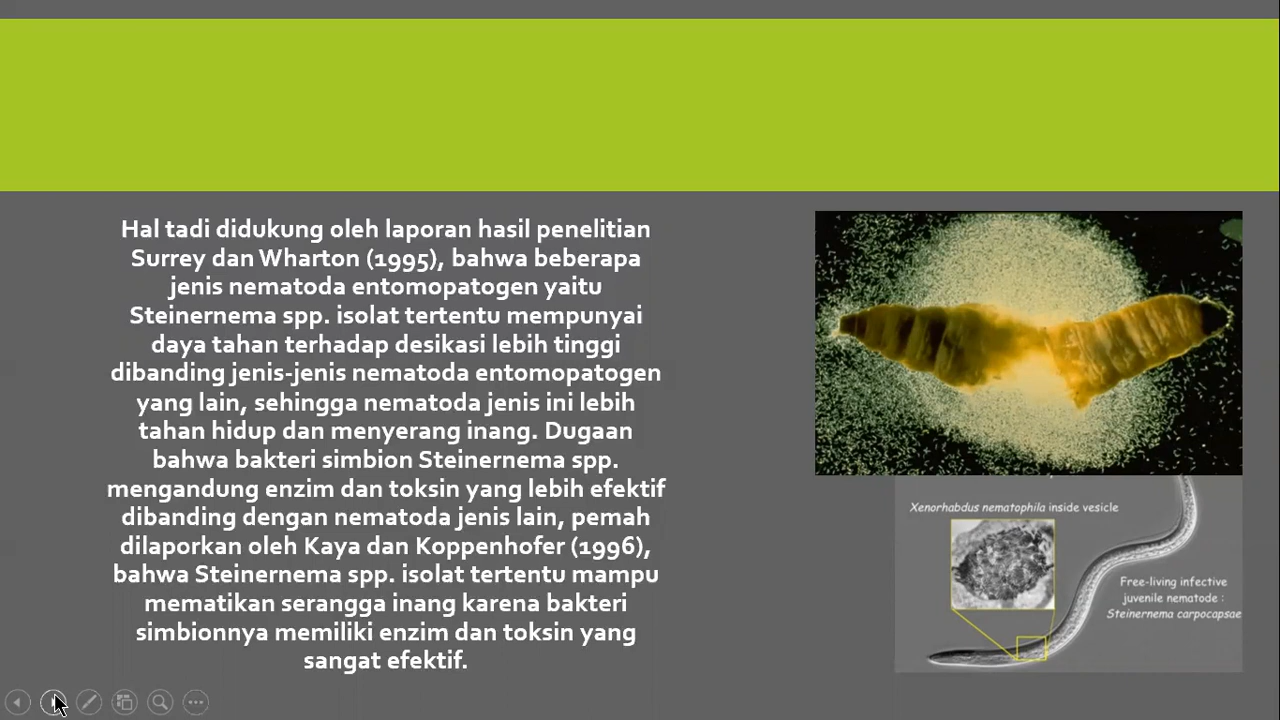 Hal tadi didukung oleh laporan hasil penelitian
Surrey dan Wharton (1995), bahwa beberapa
jenis nematoda entomopatogen yaitu
Steinernema spp. isolat tertentu mempunyai
daya tahan terhadap desikasi lebih tinggi
dibanding jenis-jenis nematoda entomopatogen
yang lain, sehingga nematoda jenis ini lebih
tahan hidup dan menyerang inang. Dugaan
bahwa bakteri simbion Steinernema spp.
mengandung enzim dan toksin yang lebih efektif
dibanding dengan nematoda jenis lain, pemah
dilaporkan oleh Kaya dan Koppenhofer (1996),
bahwa Steinernema spp. isolat tertentu mampu
mematikan serangga inang karena bakteri
simbionnya memiliki enzim dan toksin yang
sangat efektif.
Xenorhabdus nematophila inside vesicle
Free-living infective
juvenile nematode :
Steinernema carpocapsae